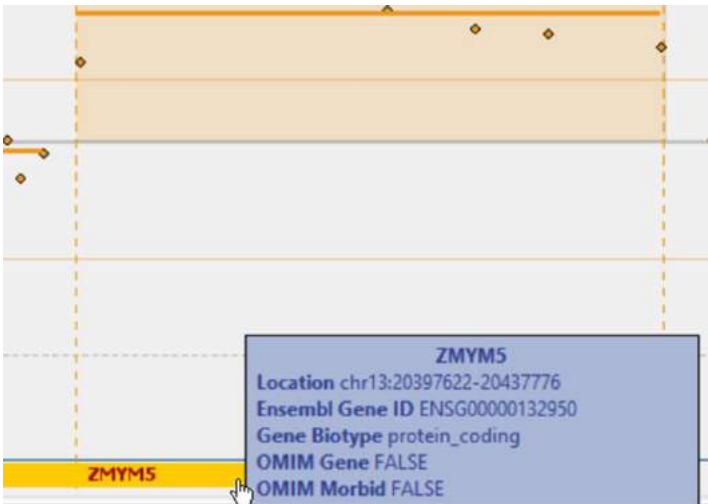 ZMYM5
Location chr13:20397622-20437776
Ensembl Gene ID ENSG00000132950
Gene Biotype protein_coding
OMIM Gene FALSE
OMIM Morbid FALSE
ZMYM5